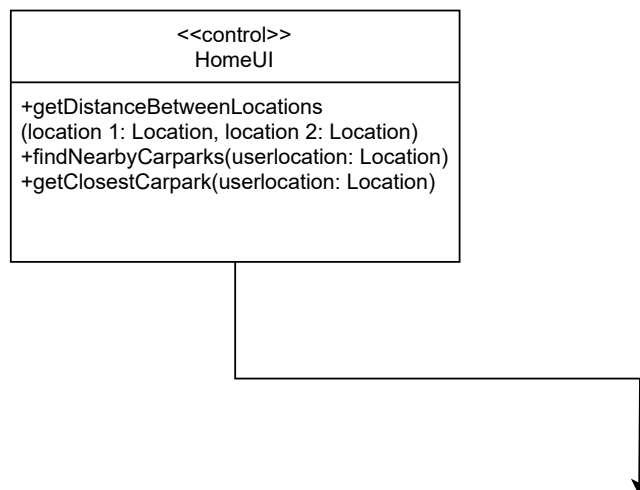 <<control>>
HomeUI
+getDistanceBetweenLocations
(location 1: Location, location 2: Location)
+findNearbyCarparks(userlocation: Location)
+getClosestCarpark(userlocation: Location)